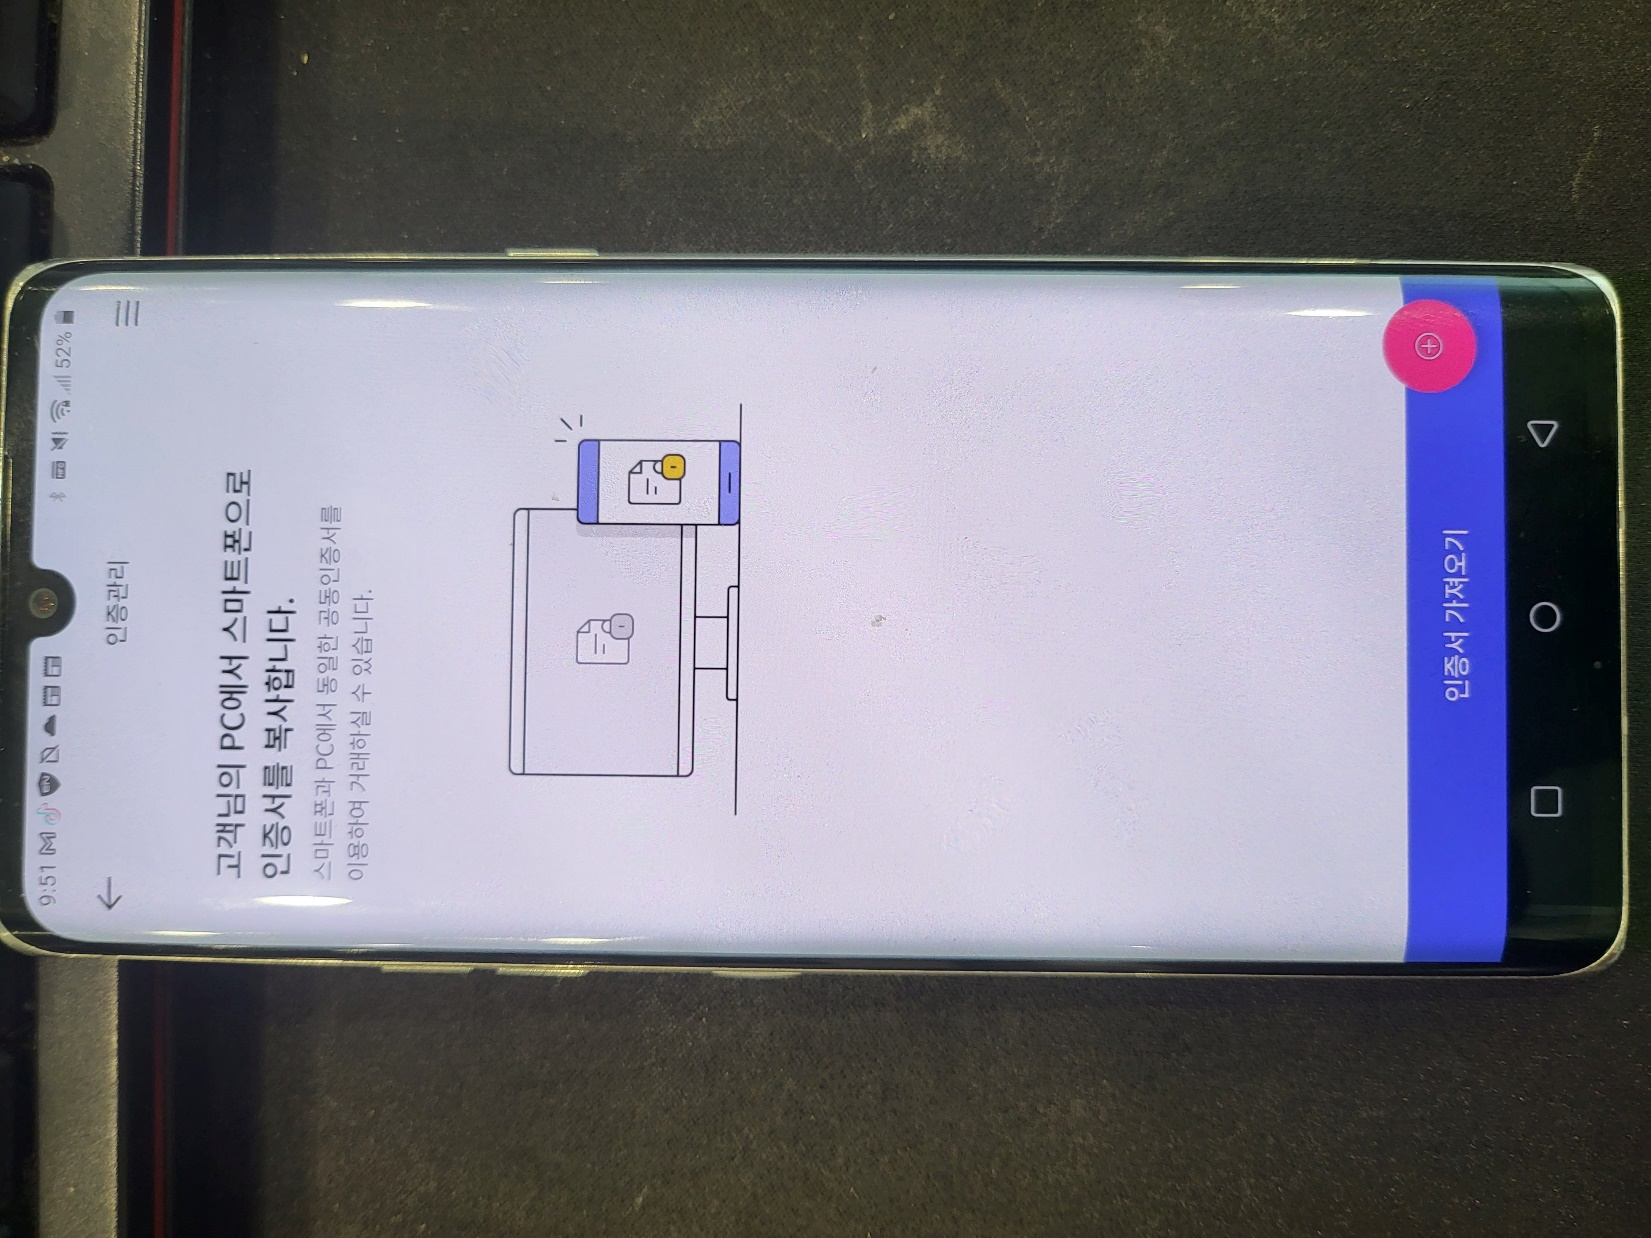 9:51
52%
인증관리
고객님의 PC에서 스마트폰으로
인증서를 복사합니다.
스마트폰과 PC에서 동일한 공동인증서를
이용하여 거래하실 수 있습니다.
인증서 가져오기